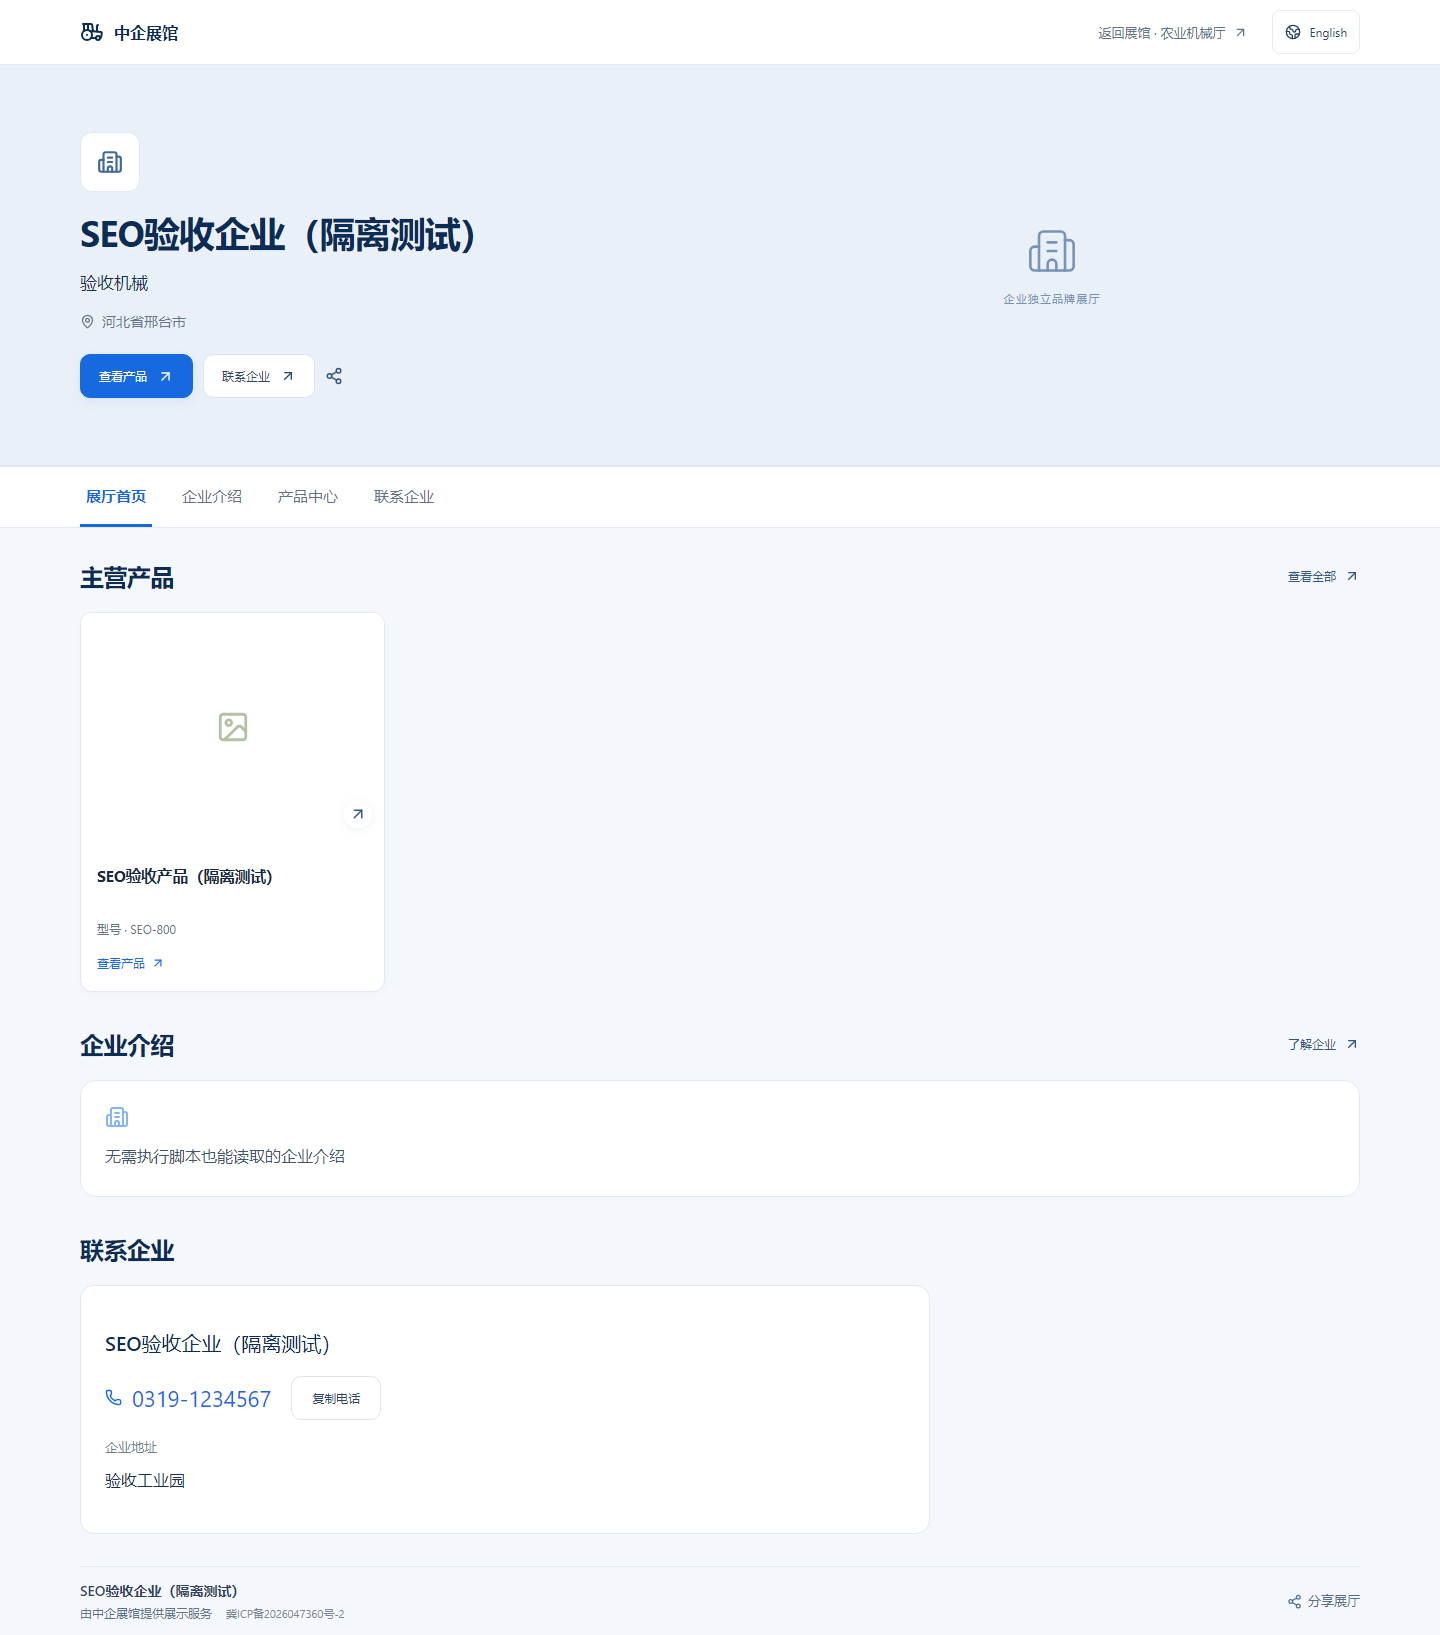 中企展馆
返回展馆 · 农业机械厅
English
SEO验收企业（隔离测试）
验收机械
河北省邢台市
查看产品
联系企业
企业独立品牌展厅
展厅首页
企业介绍
产品中心
联系企业
主营产品
查看全部
SEO验收产品（隔离测试）
型号 · SEO-800
查看产品
企业介绍
了解企业
无需执行脚本也能读取的企业介绍
联系企业
SEO验收企业（隔离测试）
0319-1234567
复制电话
企业地址
验收工业园
SEO验收企业（隔离测试）
由中企展馆提供展示服务 冀ICP备2026047360号-2
分享展厅